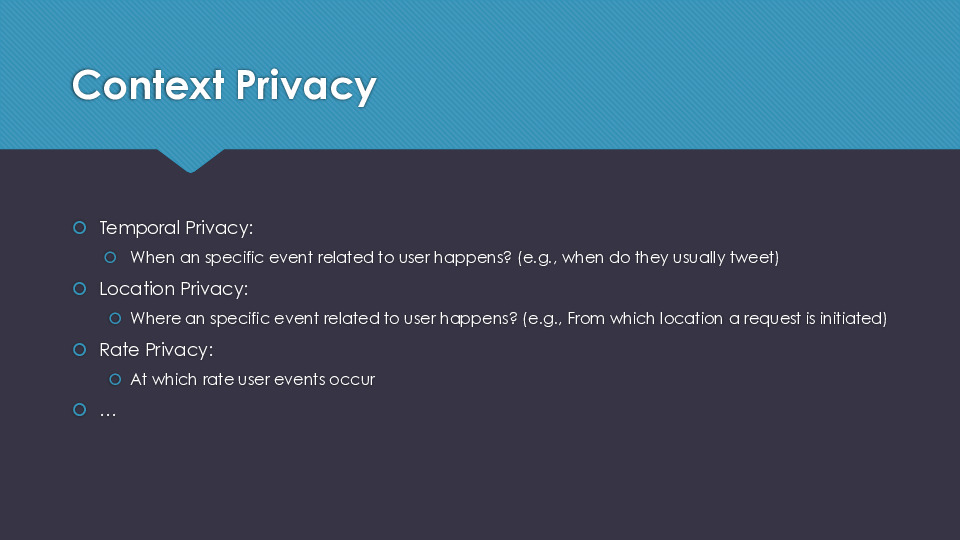 Context Privacy
Temporal Privacy:
When an specific event related to user happens? (e.g., when do they usually tweet)
Location Privacy:
Where an specific event related to user happens? (e.g., From which location a request is initiated)
Rate Privacy:
At which rate user events occur
…